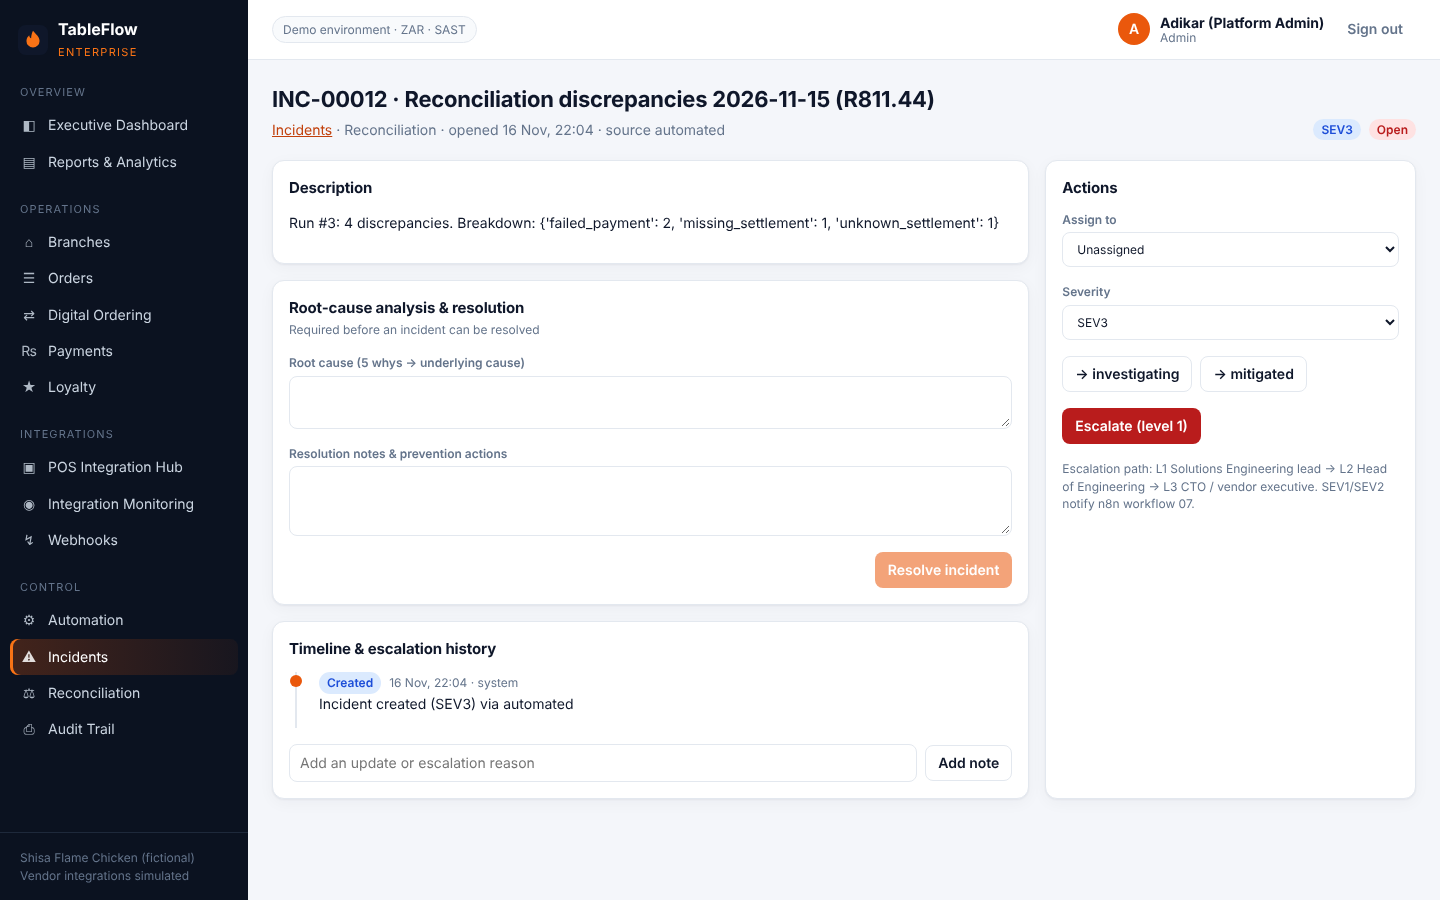 TableFlow
ENTERPRISE
OVERVIEW
Executive Dashboard
Reports & Analytics
OPERATIONS
Branches
Orders
Digital Ordering
Rs Payments
Loyalty
INTEGRATIONS
POS Integration Hub
Integration Monitoring
Webhooks
CONTROL
Automation
Incidents
Reconciliation
Audit Trail
Shisa Flame Chicken (fictional)
Vendor integrations simulated
Demo environment · ZAR · SAST
A
Adikar (Platform Admin)
Admin
Sign out
INC-00012 · Reconciliation discrepancies 2026-11-15 (R811.44)
Incidents · Reconciliation · opened 16 Nov, 22:04 · source automated
SEV3
Open
Description
Run #3: 4 discrepancies. Breakdown: {'failed_payment': 2, 'missing_settlement': 1, 'unknown_settlement': 1}
Root-cause analysis & resolution
Required before an incident can be resolved
Root cause (5 whys → underlying cause)
Resolution notes & prevention actions
Resolve incident
Timeline & escalation history
Created 16 Nov, 22:04 · system
Incident created (SEV3) via automated
Add an update or escalation reason
Add note
Actions
Assign to
Unassigned
Severity
SEV3
→ investigating
→ mitigated
Escalate (level 1)
Escalation path: L1 Solutions Engineering lead → L2 Head
of Engineering → L3 CTO / vendor executive. SEV1/SEV2
notify n8n workflow 07.